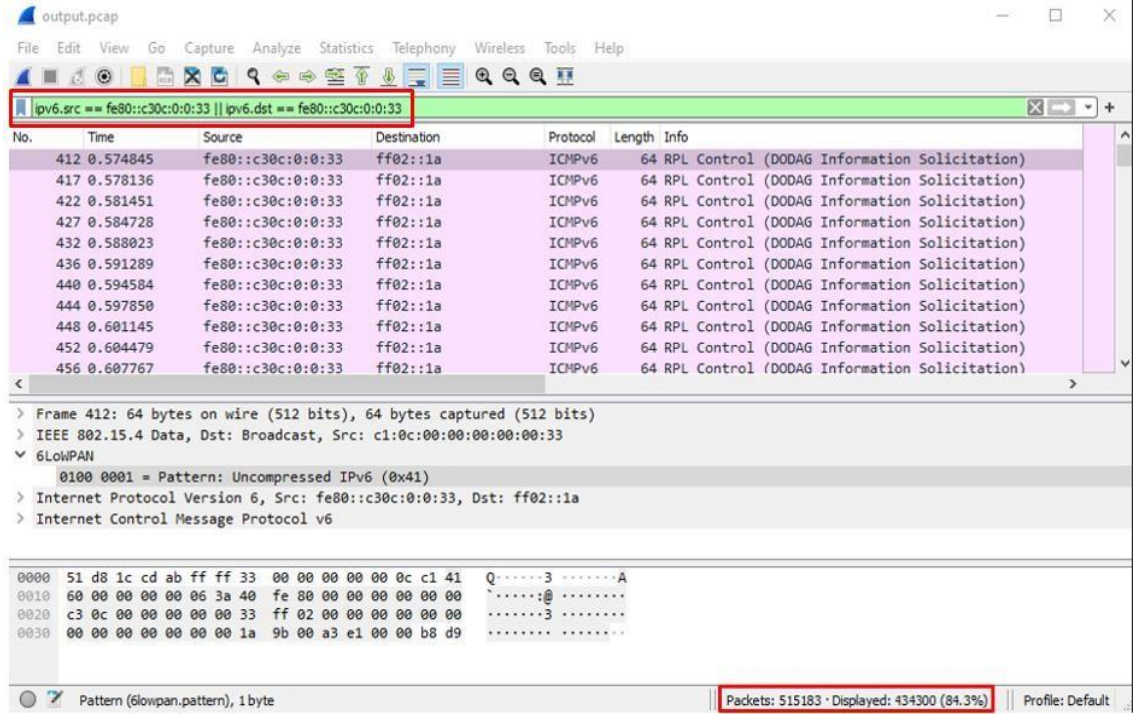 output.pcap
File Edit View Go Capture Analyze Statistics Telephony Wireless Tools Help
ipv6.src == fe80::c30c:0:0:33 || ipv6.dst == fe80::c30c:0:0:33
No. Time Source Destination Protocol Length Info
412 0.574845 fe80::c30c:0:0:33 ff02::1a ICMPv6 64 RPL Control (DODAG Information Solicitation)
417 0.578136 fe80::c30c:0:0:33 ff02::1a ICMPv6 64 RPL Control (DODAG Information Solicitation)
422 0.581451 fe80::c30c:0:0:33 ff02::1a ICMPv6 64 RPL Control (DODAG Information Solicitation)
427 0.584728 fe80::c30c:0:0:33 ff02::1a ICMPv6 64 RPL Control (DODAG Information Solicitation)
432 0.588023 fe80::c30c:0:0:33 ff02::1a ICMPv6 64 RPL Control (DODAG Information Solicitation)
436 0.591289 fe80::c30c:0:0:33 ff02::1a ICMPv6 64 RPL Control (DODAG Information Solicitation)
440 0.594584 fe80::c30c:0:0:33 ff02::1a ICMPv6 64 RPL Control (DODAG Information Solicitation)
444 0.597850 fe80::c30c:0:0:33 ff02::1a ICMPv6 64 RPL Control (DODAG Information Solicitation)
448 0.601145 fe80::c30c:0:0:33 ff02::1a ICMPv6 64 RPL Control (DODAG Information Solicitation)
452 0.604479 fe80::c30c:0:0:33 ff02::1a ICMPv6 64 RPL Control (DODAG Information Solicitation)
456 0.607767 fe80::c30c:0:0:33 ff02::1a ICMPv6 64 RPL Control (DODAG Information Solicitation)
Frame 412: 64 bytes on wire (512 bits), 64 bytes captured (512 bits)
IEEE 802.15.4 Data, Dst: Broadcast, Src: c1:0c:00:00:00:00:00:33
6LoWPAN
0100 0001 = Pattern: Uncompressed IPv6 (0x41)
Internet Protocol Version 6, Src: fe80::c30c:0:0:33, Dst: ff02::1a
Internet Control Message Protocol v6
0000 51 d8 1c cd ab ff ff 33 00 00 00 00 00 0c c1 41 Q······3 ·······A
0010 60 00 00 00 00 06 3a 40 fe 80 00 00 00 00 00 00 `·····:@ ········
0020 c3 0c 00 00 00 00 00 33 ff 02 00 00 00 00 00 00 ·······3 ········
0030 00 00 00 00 00 00 00 1a 9b 00 a3 e1 00 00 b8 d9 ········ ········
Pattern (6lowpan.pattern), 1 byte Packets: 515183 · Displayed: 434300 (84.3%) Profile: Default